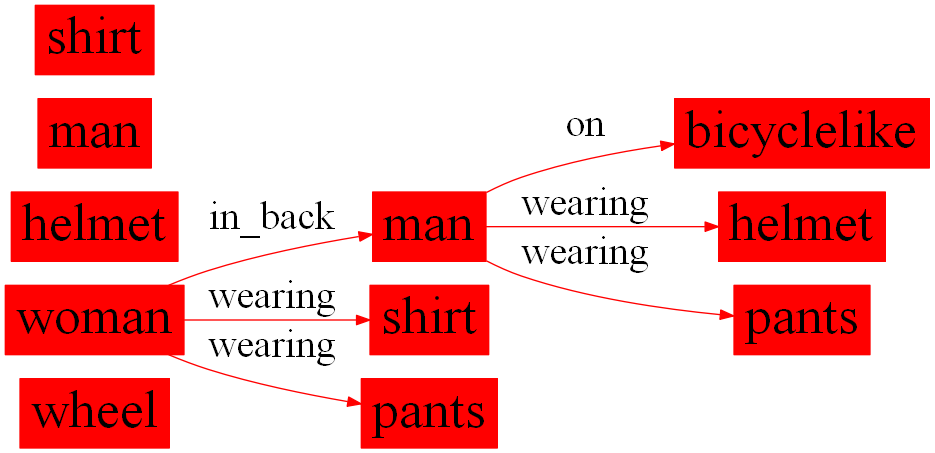 shirt
man
on
bicyclelike
helmet
in_back
man
wearing
helmet
wearing
woman
wearing
shirt
pants
wearing
wheel
pants